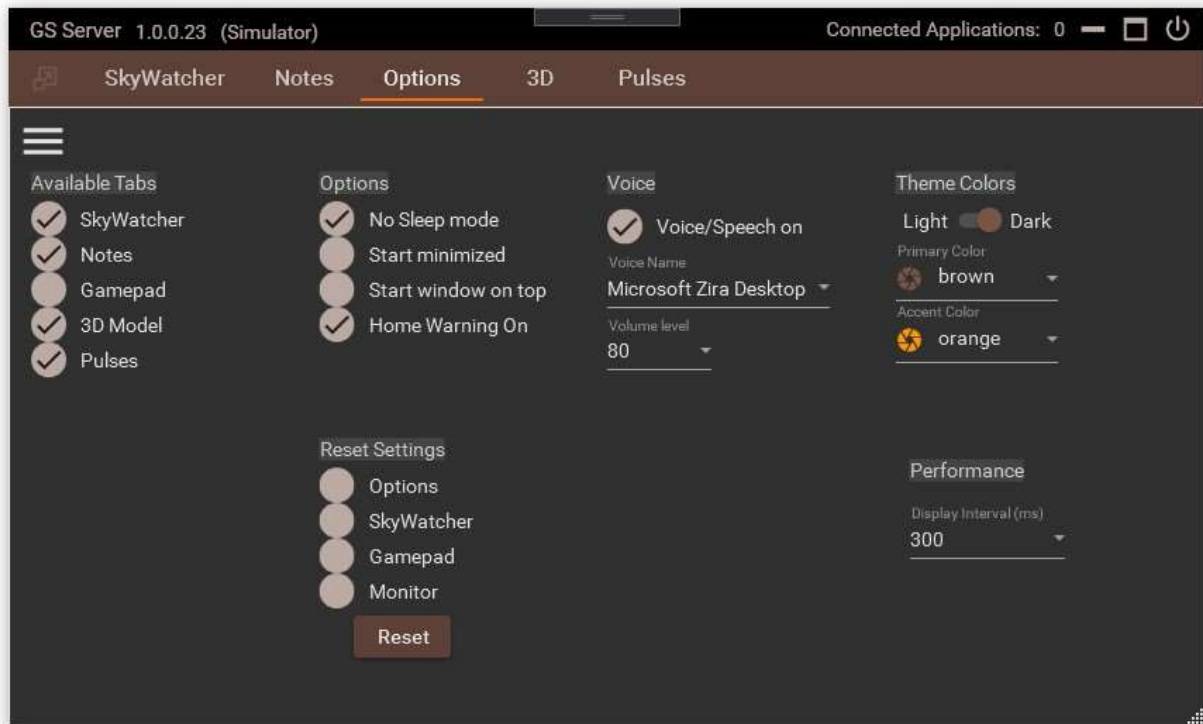 GS Server 1.0.0.23 (Simulator)
Connected Applications: 0
SkyWatcher Notes Options 3D Pulses
Available Tabs
SkyWatcher
Notes
Gamepad
3D Model
Pulses
Options
No Sleep mode
Start minimized
Start window on top
Home Warning On
Voice
Voice/Speech on
Voice Name
Microsoft Zira Desktop
Volume level
80
Theme Colors
Light Dark
Primary Color
brown
Accent Color
orange
Reset Settings
Options
SkyWatcher
Gamepad
Monitor
Reset
Performance
Display Interval (ms)
300